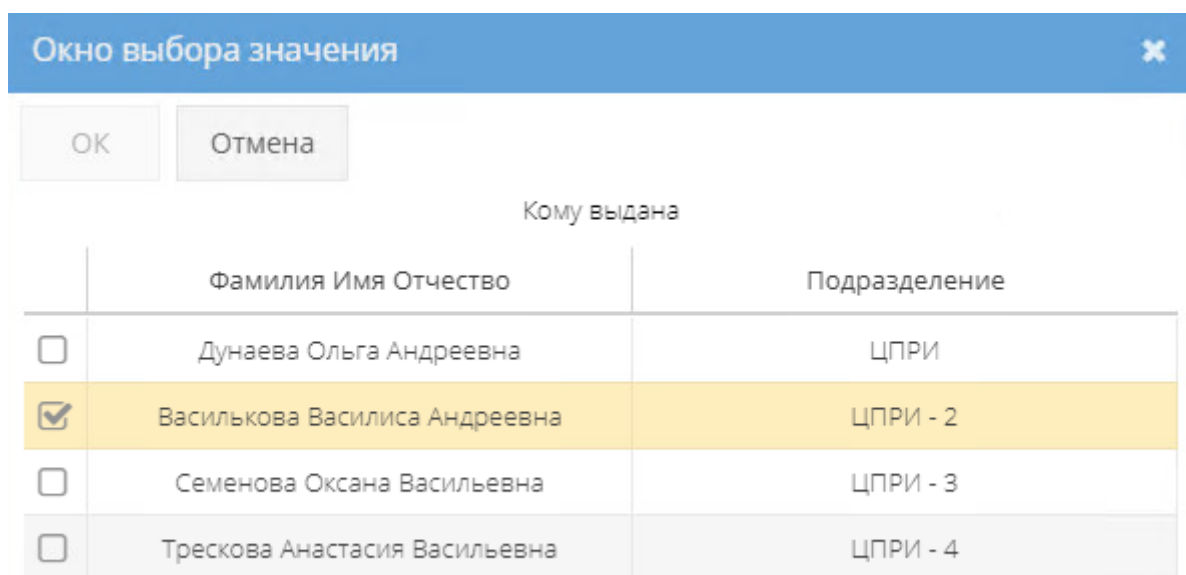 Окно выбора значения
ОК Отмена
Кому выдана
Фамилия Имя Отчество Подразделение
Дунаева Ольга Андреевна ЦПРИ
Василькова Василиса Андреевна ЦПРИ - 2
Семенова Оксана Васильевна ЦПРИ - 3
Трескова Анастасия Васильевна ЦПРИ - 4